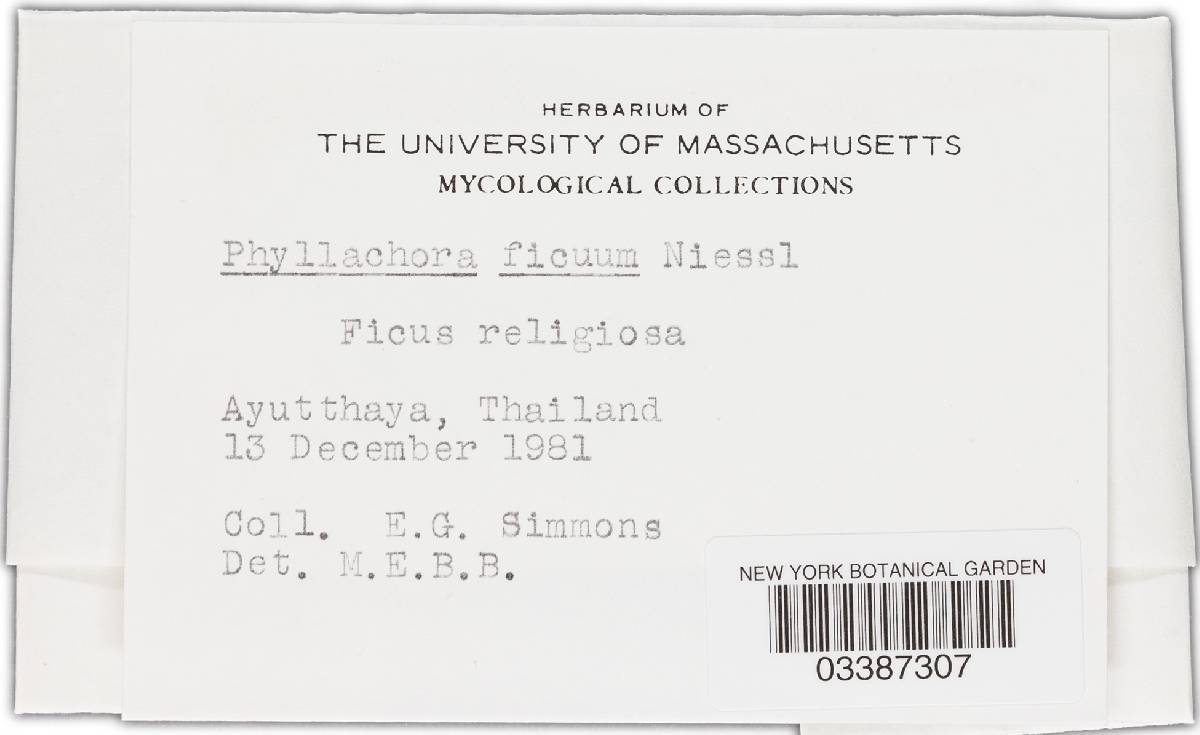 HERBARIUM OF
THE UNIVERSITY OF MASSACHUSETTS
MYCOLOGICAL COLLECTIONS
Phyllachora ficuum Niessl
Ficus religiosa
Ayutthaya, Thailand
13 December 1981
Coll. E.G. Simmons
Det. M.E.B.B.
NEW YORK BOTANICAL GARDEN
03387307